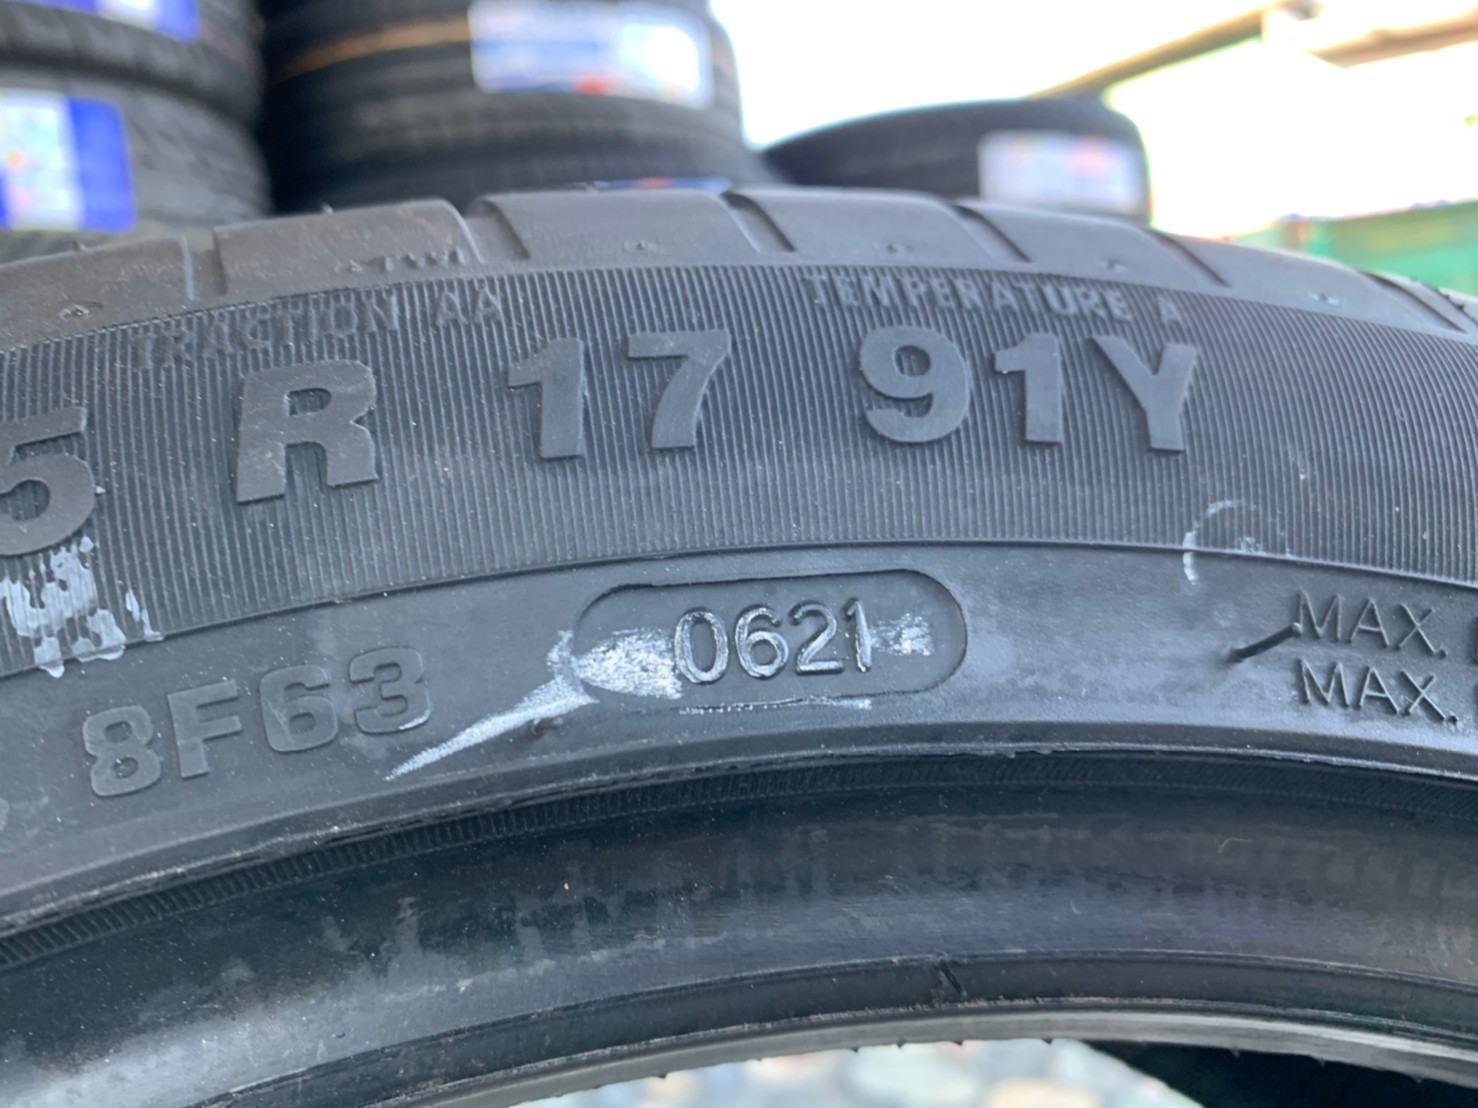 TRACTION AA TEMPERATURE A
5 R 17 91Y
8F63 0621
MAX.
MAX.